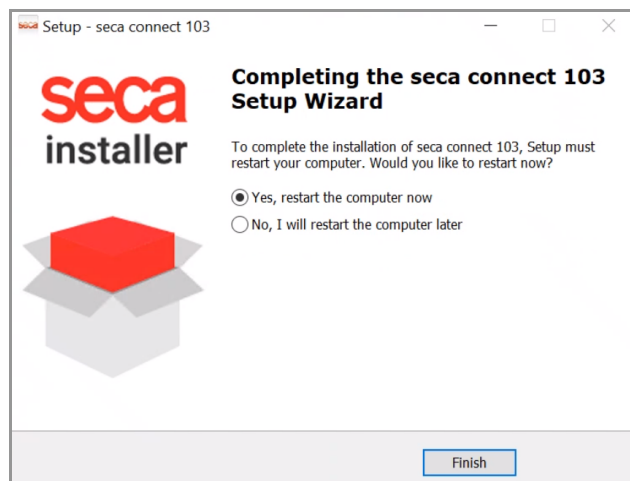 seca Setup - seca connect 103
seca
installer
Completing the seca connect 103
Setup Wizard
To complete the installation of seca connect 103, Setup must
restart your computer. Would you like to restart now?
Yes, restart the computer now
No, I will restart the computer later
Finish